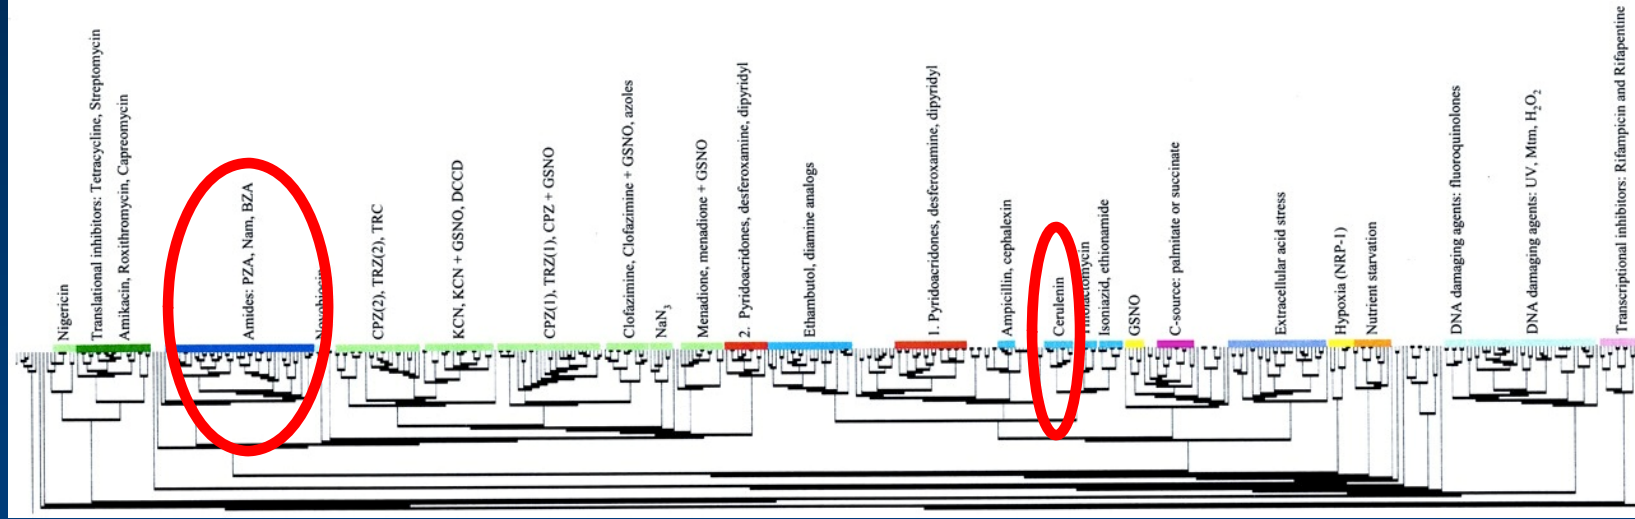 Nigericin
Translational inhibitors: Tetracycline, Streptomycin
Amikacin, Roxithromycin, Capreomycin
Amides: PZA, Nam, BZA
Novobiocin
CPZ(2), TRZ(2), TRC
KCN, KCN + GSNO, DCCD
CPZ(1), TRZ(1), CPZ + GSNO
Clofazimine, Clofazimine + GSNO, azoles
NaN₃
Menadione, menadione + GSNO
2. Pyridoacridones, desferoxamine, dipyridyl
Ethambutol, diamine analogs
1. Pyridoacridones, desferoxamine, dipyridyl
Ampicillin, cephalexin
Cerulenin
Isoniazid, ethionamide
GSNO
C-source: palmitate or succinate
Extracellular acid stress
Hypoxia (NRP-1)
Nutrient starvation
DNA damaging agents: fluoroquinolones
DNA damaging agents: UV, Mtm, H₂O₂
Transcriptional inhibitors: Rifampicin and Rifapentine